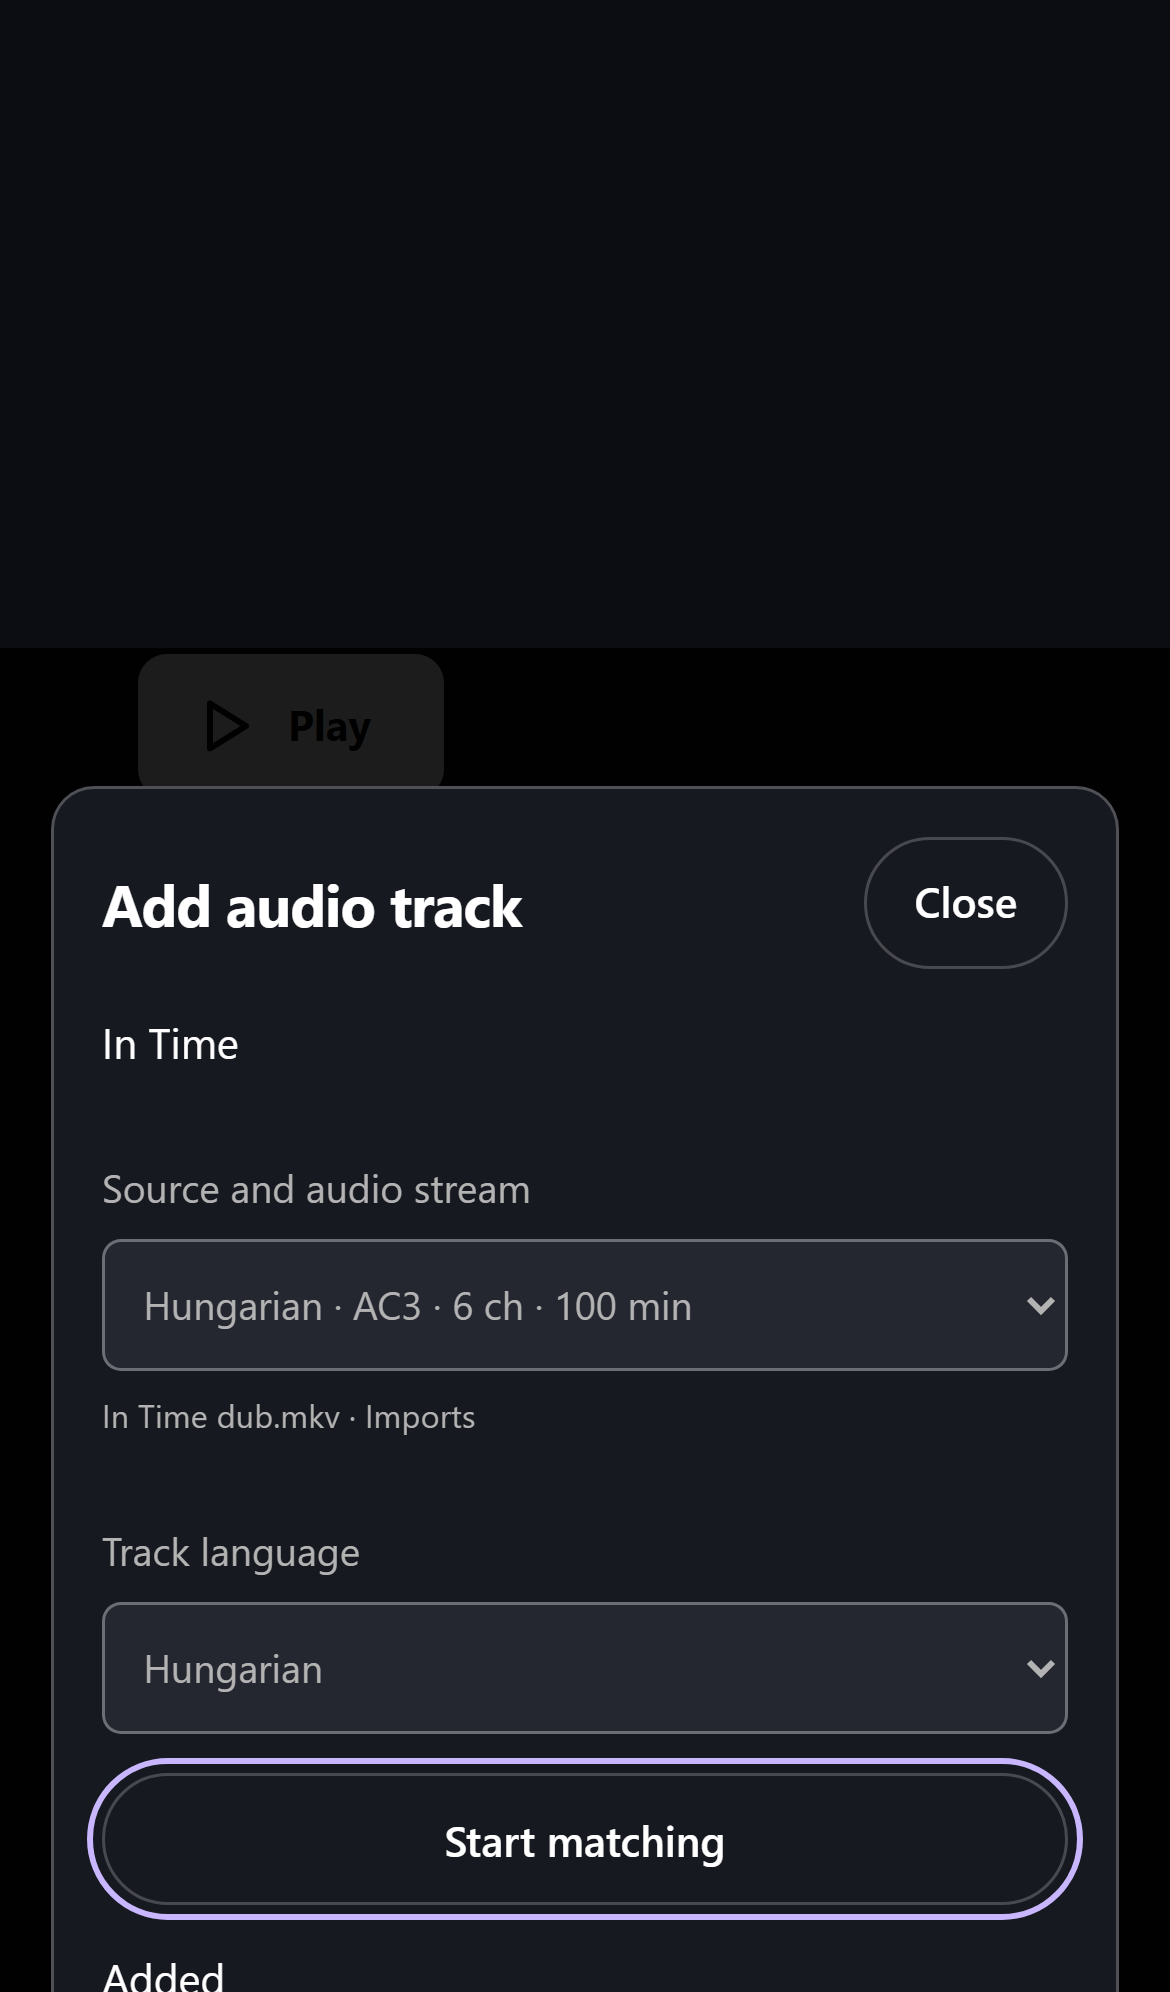 Play
Add audio track
Close
In Time
Source and audio stream
Hungarian · AC3 · 6 ch · 100 min
In Time dub.mkv · Imports
Track language
Hungarian
Start matching
Added